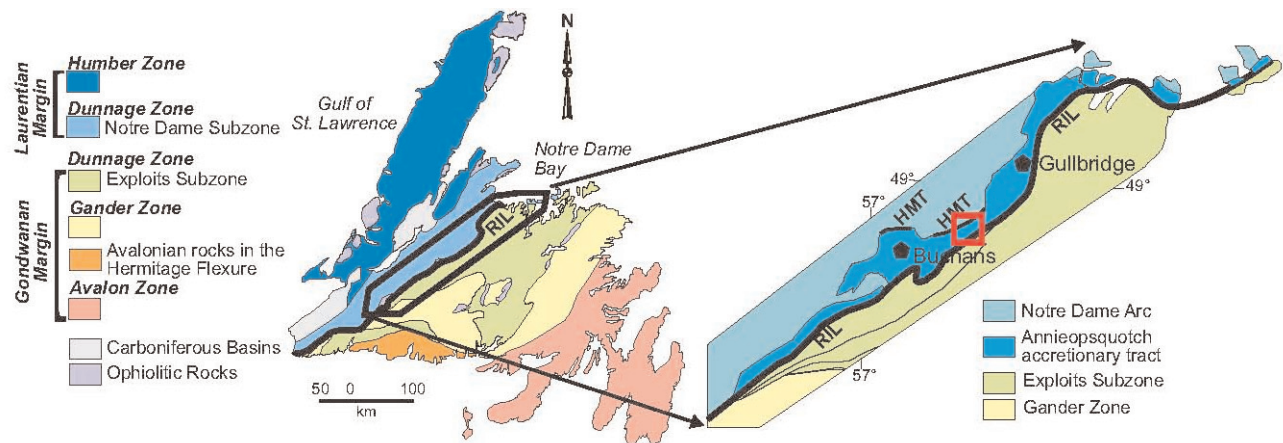 Laurentian
Margin
Humber Zone
Dunnage Zone
Notre Dame Subzone
Gondwanan
Margin
Dunnage Zone
Exploits Subzone
Gander Zone
Avalonian rocks in the
Hermitage Flexure
Avalon Zone
Carboniferous Basins
Ophiolitic Rocks
Gulf of
St. Lawrence
N
Notre Dame
Bay
RIL
50 0 100
km
RIL
Gullbridge
49°
49°
57°
HMT
HMT
Buchans
RIL
57°
Notre Dame Arc
Annieopsquotch
accretionary tract
Exploits Subzone
Gander Zone